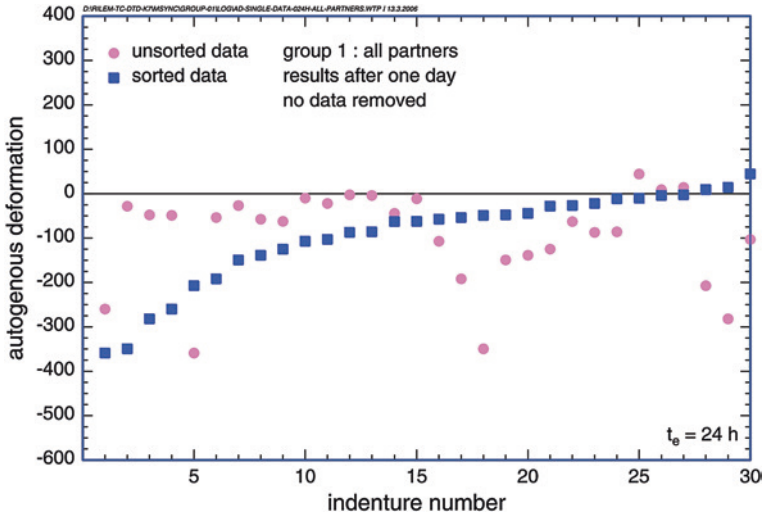 D:\RILEM-TC-DTD-K7\MSYNC\GROUP-01\LOG\AD-SINGLE-DATA-024H-ALL-PARTNERS.WTP | 13.3.2006
400
300
200
100
0
-100
-200
-300
-400
-500
-600
autogenous deformation
unsorted data
sorted data
group 1 : all partners
results after one day
no data removed
te = 24 h
5
10
15
20
25
30
indenture number